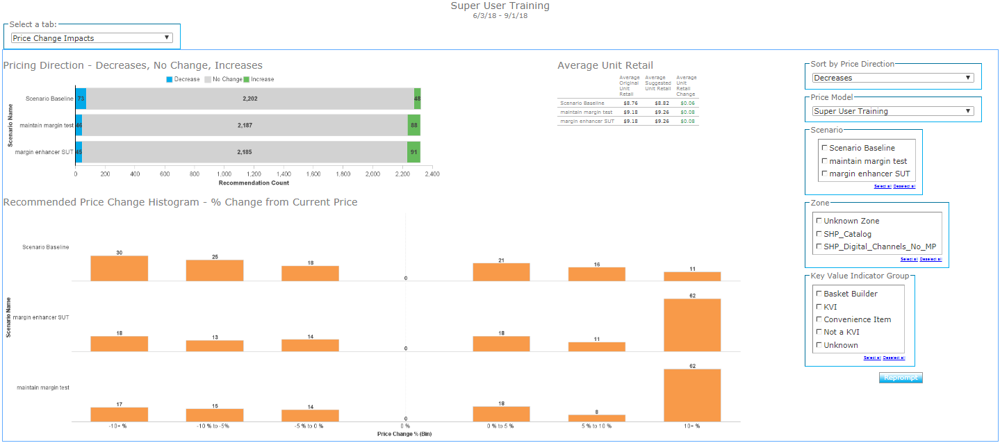 Super User Training
6/3/18 - 9/1/18
Select a tab:
Price Change Impacts
Pricing Direction - Decreases, No Change, Increases
Decrease No Change Increase
Scenario Name
Scenario Baseline 73 2,202 48
maintain margin test 46 2,187 88
margin enhancer SUT 45 2,185 91
0 200 400 600 800 1,000 1,200 1,400 1,600 1,800 2,000 2,200 2,400
Recommendation Count
Average Unit Retail
Average Original Unit Retail
Average Suggested Unit Retail
Average Unit Retail Change
Scenario Baseline $8.76 $8.82 $0.06
maintain margin test $9.18 $9.26 $0.08
margin enhancer SUT $9.18 $9.26 $0.08
Recommended Price Change Histogram - % Change from Current Price
Scenario Name
Scenario Baseline 30 25 18 0 21 16 11
margin enhancer SUT 18 13 14 0 18 11 62
maintain margin test 17 15 14 0 18 8 62
-10+ % -10 % to -5% -5 % to 0 % 0 % 0 % to 5 % 5 % to 10 % 10+ %
Price Change % (Bin)
Sort by Price Direction
Decreases
Price Model
Super User Training
Scenario
Scenario Baseline
maintain margin test
margin enhancer SUT
Select all Deselect all
Zone
Unknown Zone
SHP_Catalog
SHP_Digital_Channels_No_MP
Select all Deselect all
Key Value Indicator Group
Basket Builder
KVI
Convenience Item
Not a KVI
Unknown
Select all Deselect all
Reprompt